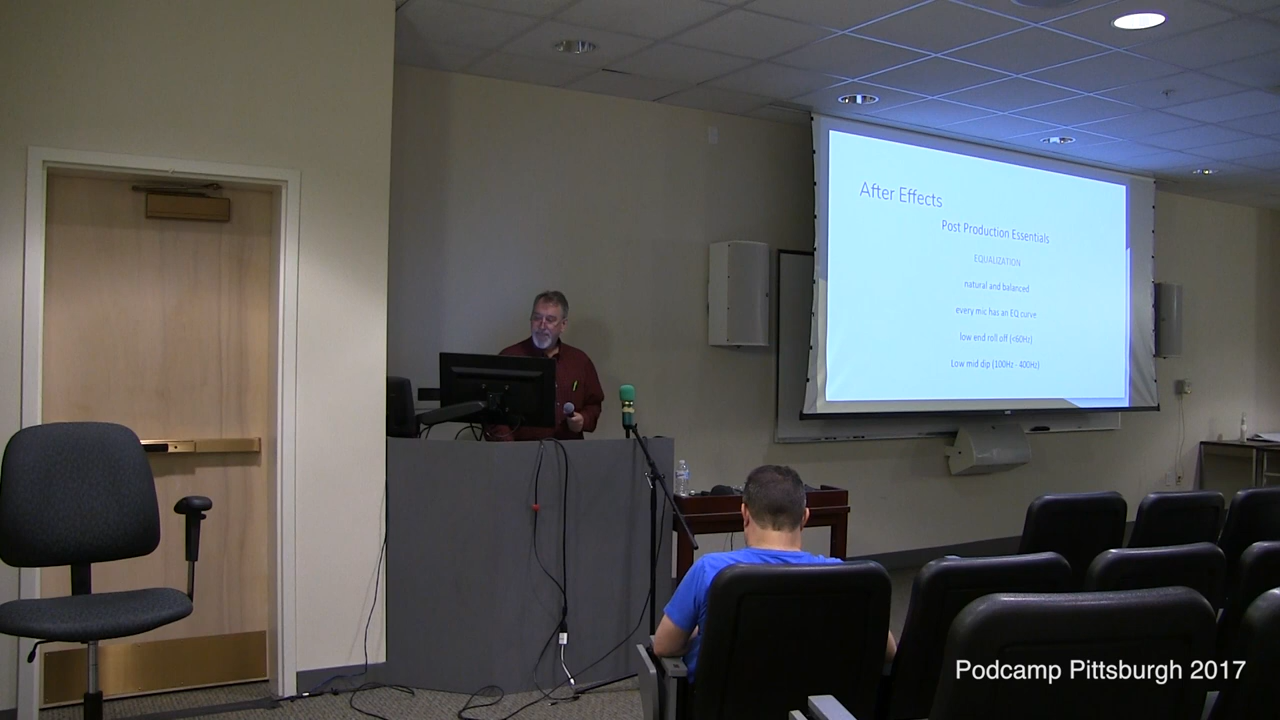 After Effects
Post Production Essentials
EQUALIZATION
natural and balanced
every mic has an EQ curve
low end roll off (<60Hz)
Low mid dip (100Hz - 400Hz)
Podcamp Pittsburgh 2017